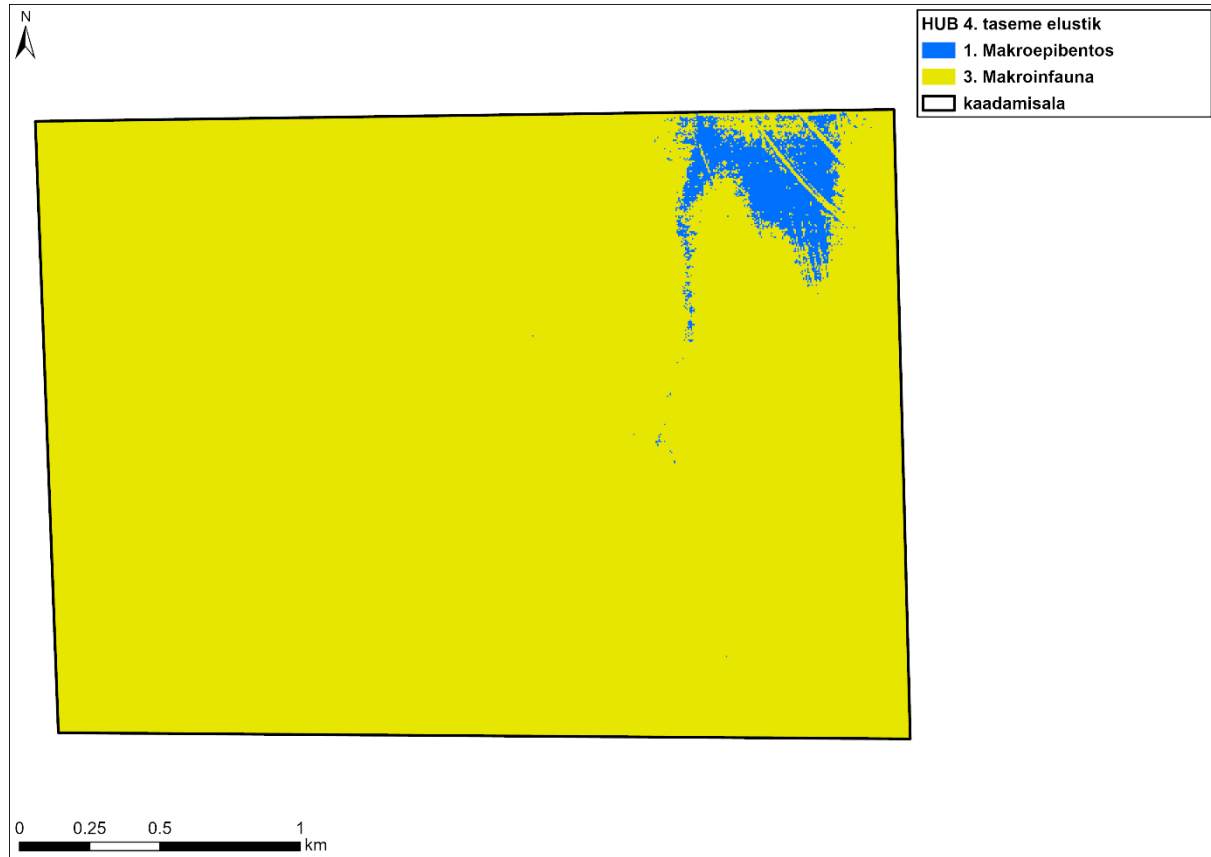 N
HUB 4. taseme elustik
1. Makroepibentos
3. Makroinfauna
kaadamisala
0 0.25 0.5 1
km